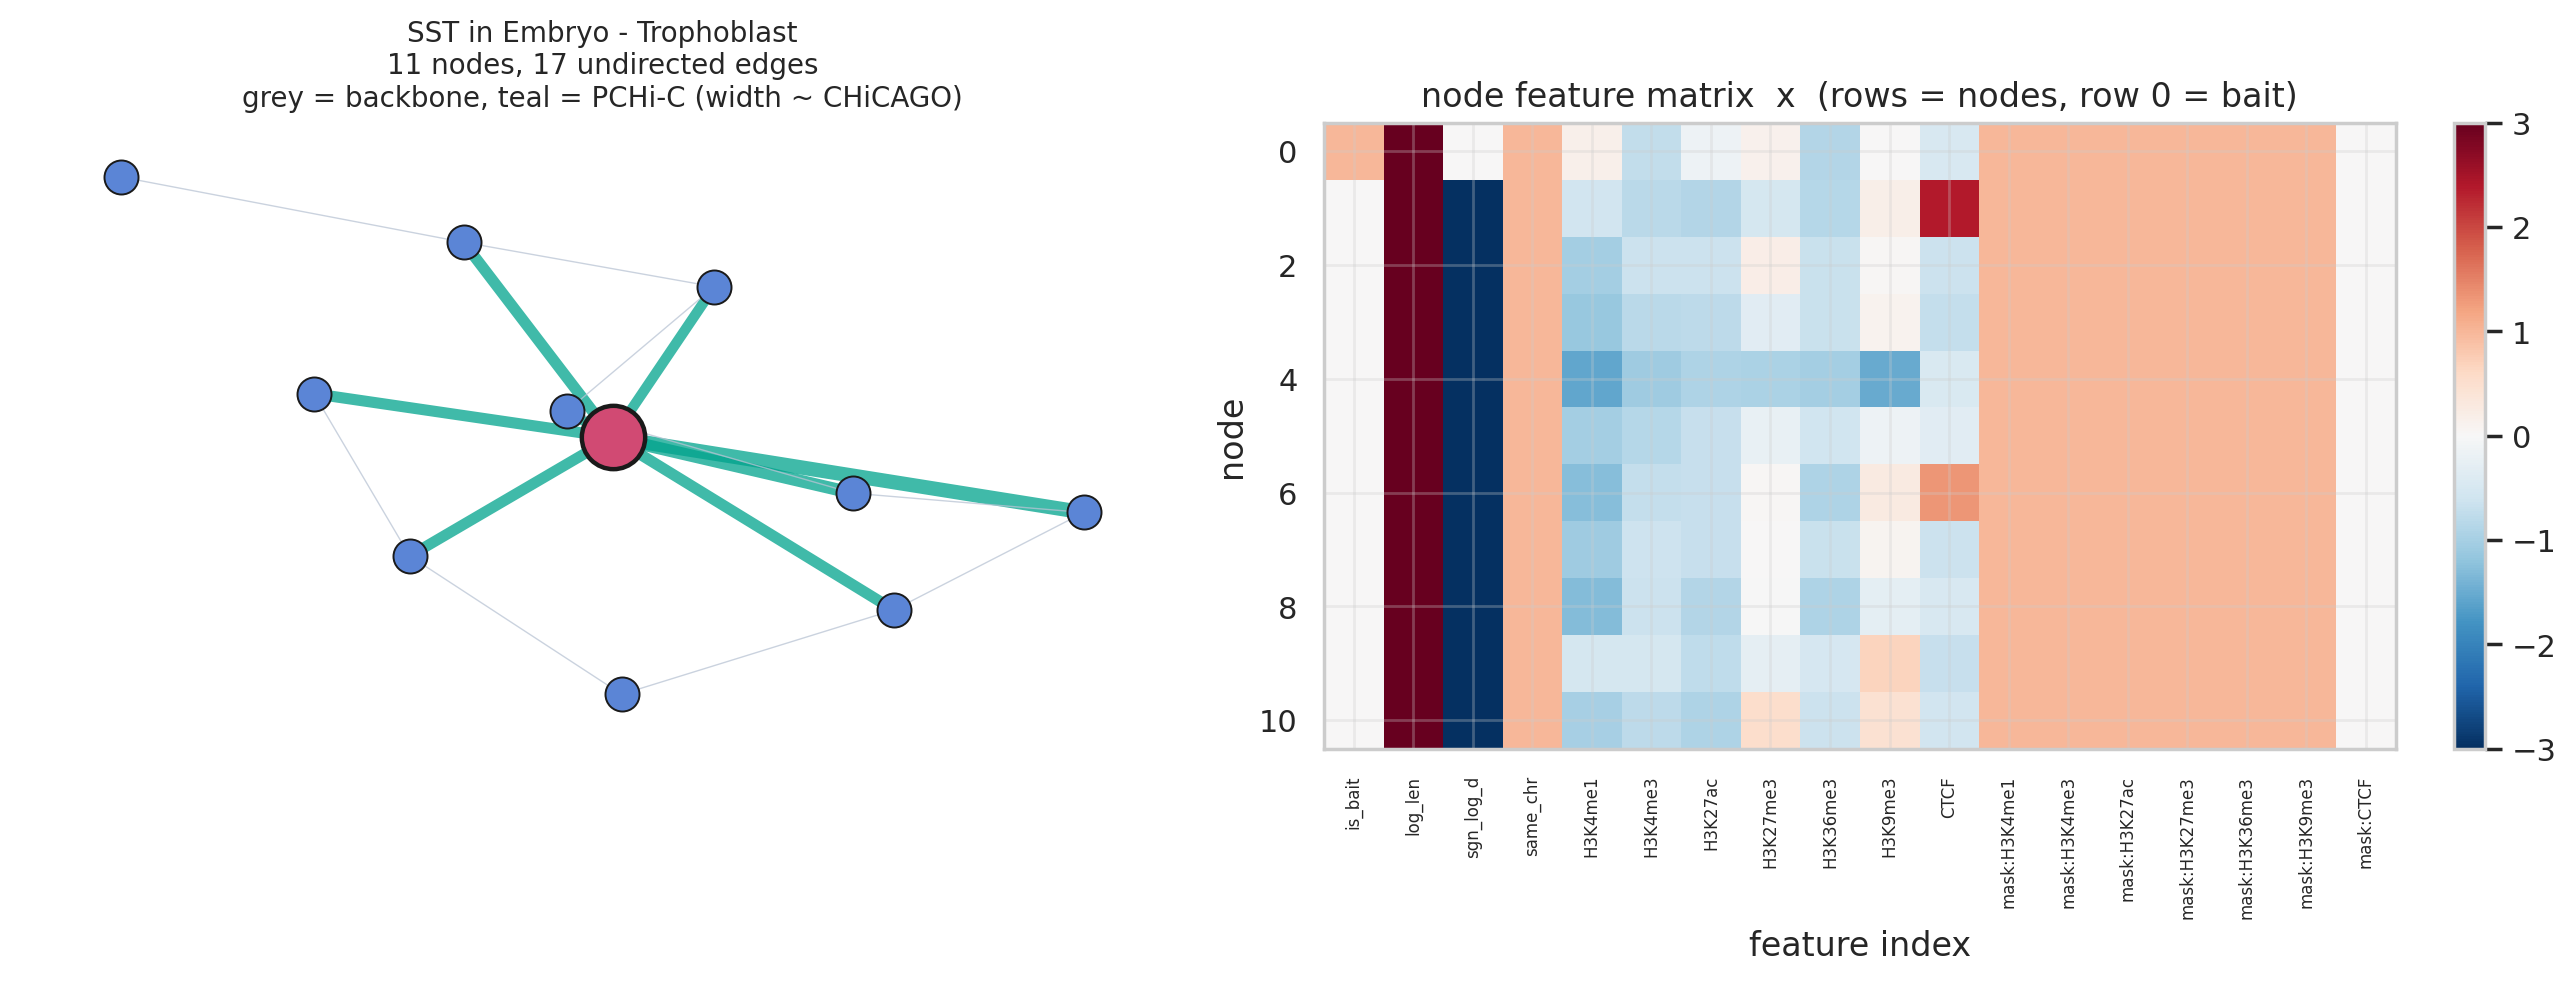 SST in Embryo - Trophoblast
11 nodes, 17 undirected edges
grey = backbone, teal = PCHi-C (width ~ CHiCAGO)
node feature matrix  x  (rows = nodes, row 0 = bait)
node
0
2
4
6
8
10
is_bait
log_len
sgn_log_d
same_chr
H3K4me1
H3K4me3
H3K27ac
H3K27me3
H3K36me3
H3K9me3
CTCF
mask:H3K4me1
mask:H3K4me3
mask:H3K27ac
mask:H3K27me3
mask:H3K36me3
mask:H3K9me3
mask:CTCF
feature index
3
2
1
0
−1
−2
−3